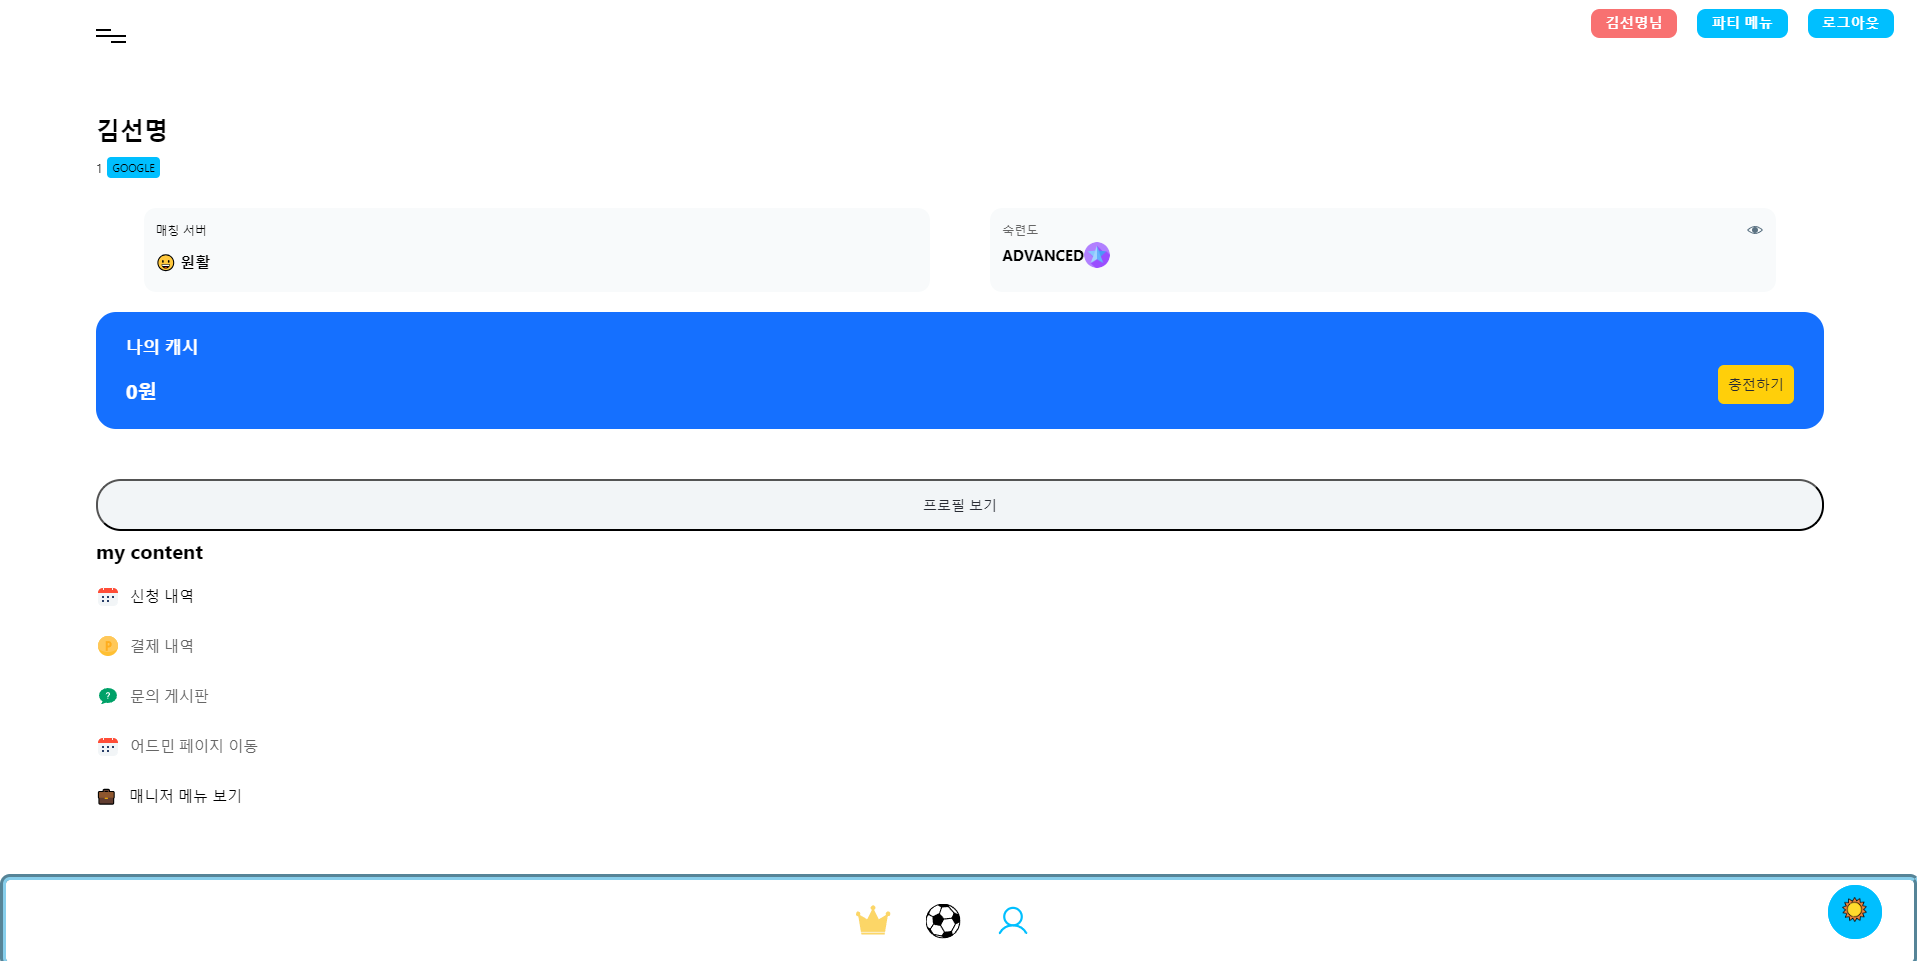 김선명님 파티 메뉴 로그아웃
김선명
1 GOOGLE
매칭 서버
원활
숙련도
ADVANCED
나의 캐시
0원
충전하기
프로필 보기
my content
신청 내역
결제 내역
문의 게시판
어드민 페이지 이동
매니저 메뉴 보기